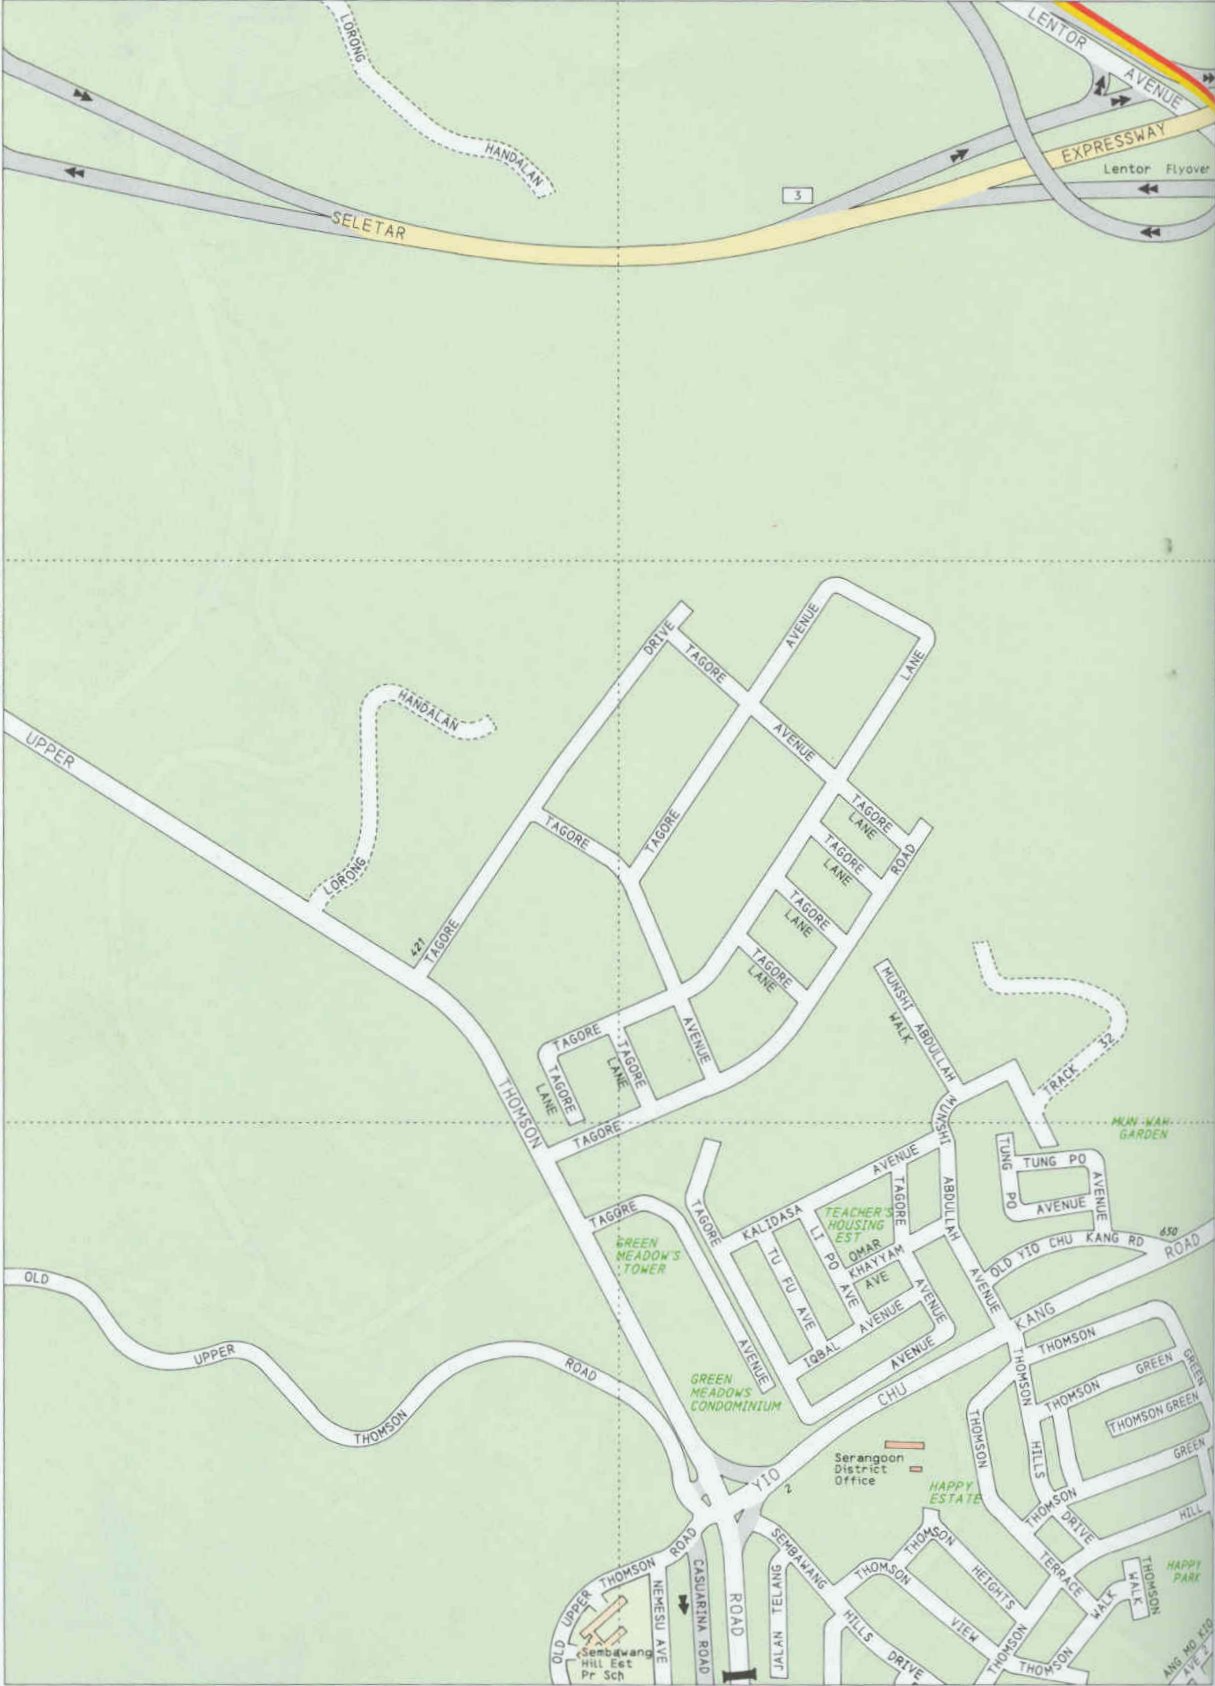 LORONG
HANDALAN
LENTOR
AVENUE
EXPRESSWAY
Lentor Flyover
3
SELETAR
UPPER
LORONG
HANDALAN
DRIVE
TAGORE
AVENUE
AVENUE
LANE
TAGORE
TAGORE
TAGORE
LANE
TAGORE
LANE
ROAD
TAGORE
LANE
TAGORE
LANE
421
TAGORE
TAGORE
TAGORE
LANE
TAGORE
LANE
AVENUE
TAGORE
MUNSHI ABDULLAH
WALK
TRACK 32
MUN WAH
GARDEN
THOMSON
MUNSHI
ABDULLAH
AVENUE
TUNG PO
TUNG PO
AVENUE
AVENUE
TAGORE
AVENUE
GREEN
MEADOW'S
TOWER
TAGORE
KALIDASA
AVENUE
TEACHER'S
HOUSING
EST
TAGORE
LI PO AVE
OMAR
KHAYYAM
AVE
TU FU AVE
IQBAL
AVENUE
AVENUE
AVENUE
OLD YIO CHU KANG RD
650
ROAD
KANG
CHU
YIO
2
OLD
UPPER
THOMSON
ROAD
GREEN
MEADOWS
CONDOMINIUM
Serangoon
District
Office
HAPPY
ESTATE
THOMSON
HILLS
DRIVE
THOMSON
GREEN
THOMSON
GREEN
THOMSON GREEN
THOMSON
GREEN
THOMSON
TERRACE
HILL
HAPPY
PARK
THOMSON
WALK
WALK
THOMSON
THOMSON
HEIGHTS
THOMSON
VIEW
THOMSON
SEMBAWANG
HILLS
DRIVE
JALAN TELANG
ROAD
CASUARINA ROAD
NEMESU AVE
OLD UPPER THOMSON ROAD
Sembawang
Hill Est
Pr Sch
ANG MO KIO
AVE 2